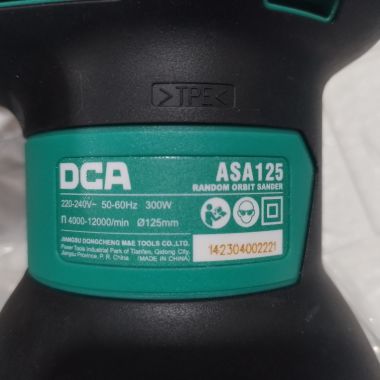 >TPE<
DCA
ASA125
RANDOM ORBIT SANDER
220-240V~ 50-60Hz 300W
n 4000-12000/min Ø125mm
JIANGSU DONGCHENG M&E TOOLS CO.,LTD.
Power Tools Industrial Park of Tianfen, Qidong City,
Jiangsu Province, P. R. China (MADE IN CHINA)
142304002221